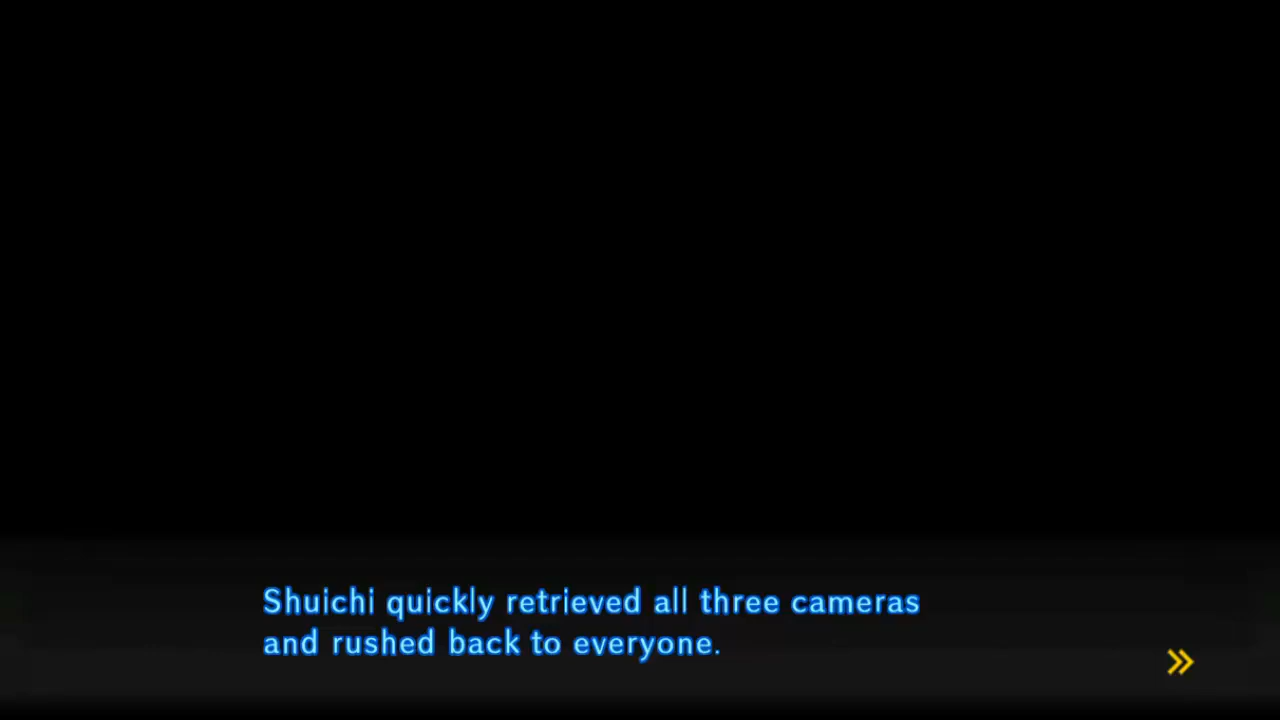 Shuichi quickly retrieved all three cameras
and rushed back to everyone.